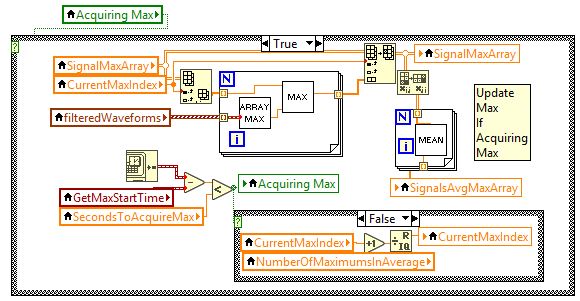 Acquiring Max
True
SignalMaxArray
CurrentMaxIndex
filteredWaveforms
N
i
ARRAY
MAX
MAX
SignalMaxArray
N
i
MEAN
SignalsAvgMaxArray
Update
Max
If
Acquiring
Max
GetMaxStartTime
SecondsToAcquireMax
Acquiring Max
False
CurrentMaxIndex
+1
R
IQ
CurrentMaxIndex
NumberOfMaximumsInAverage